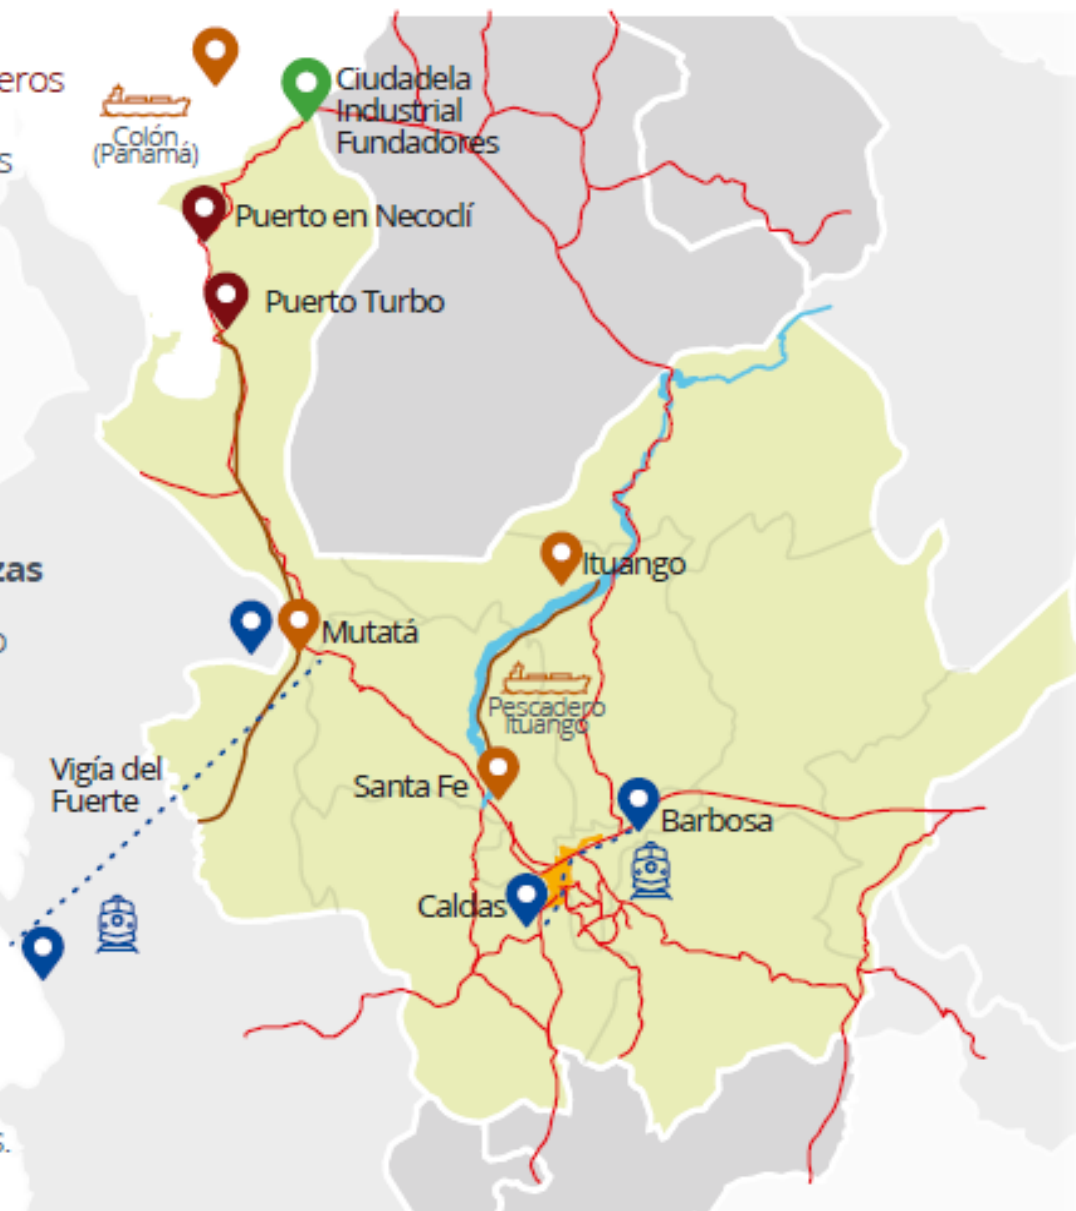 eros
Ciudadela
Industrial
Fundadores
Colón
(Panamá)
s
Puerto en Necoclí
Puerto Turbo
zas
Ituango
o
Mutatá
Pescadero
Ituango
Vigía del
Fuerte
Santa Fe
Barbosa
Caldas
s.